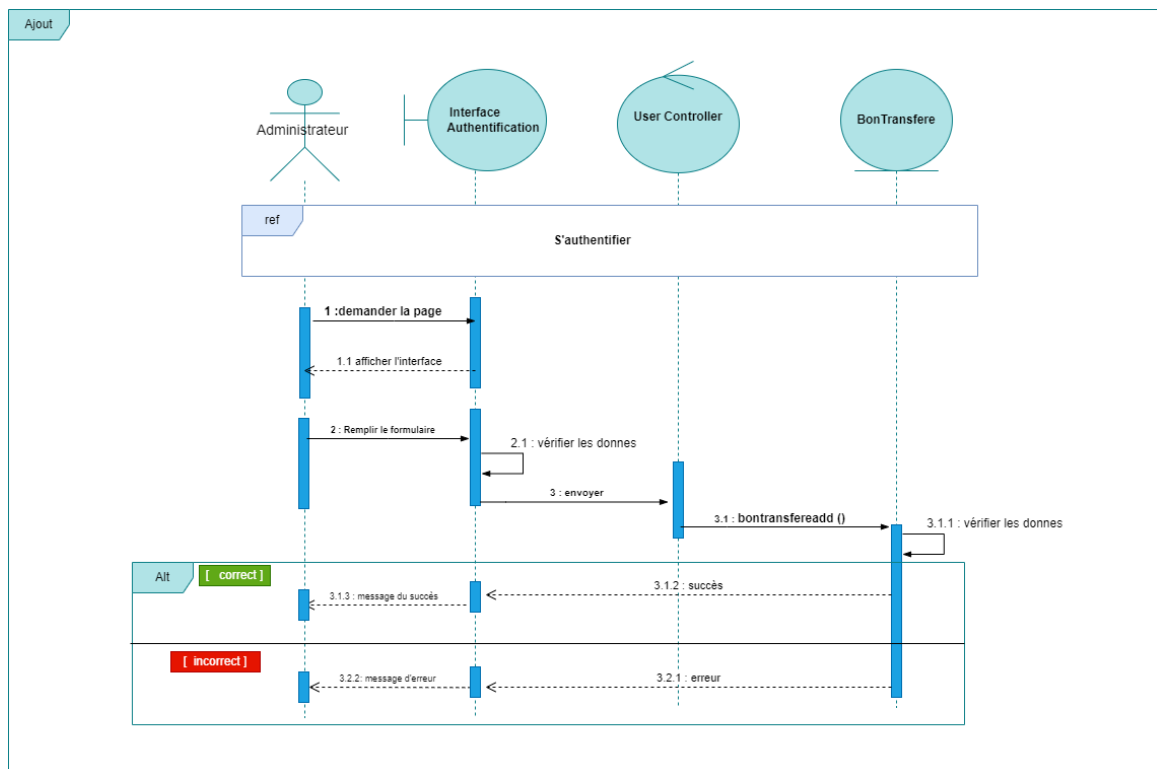 Ajout
Administrateur
Interface
Authentification
User Controller
BonTransfere
ref
S'authentifier
1 :demander la page
1.1 afficher l'interface
2 : Remplir le formulaire
2.1 : vérifier les donnes
3 : envoyer
3.1 : bontransfereadd ()
3.1.1 : vérifier les donnes
Alt
[ correct ]
3.1.2 : succès
3.1.3 : message du succès
[ incorrect ]
3.2.1 : erreur
3.2.2: message d'erreur